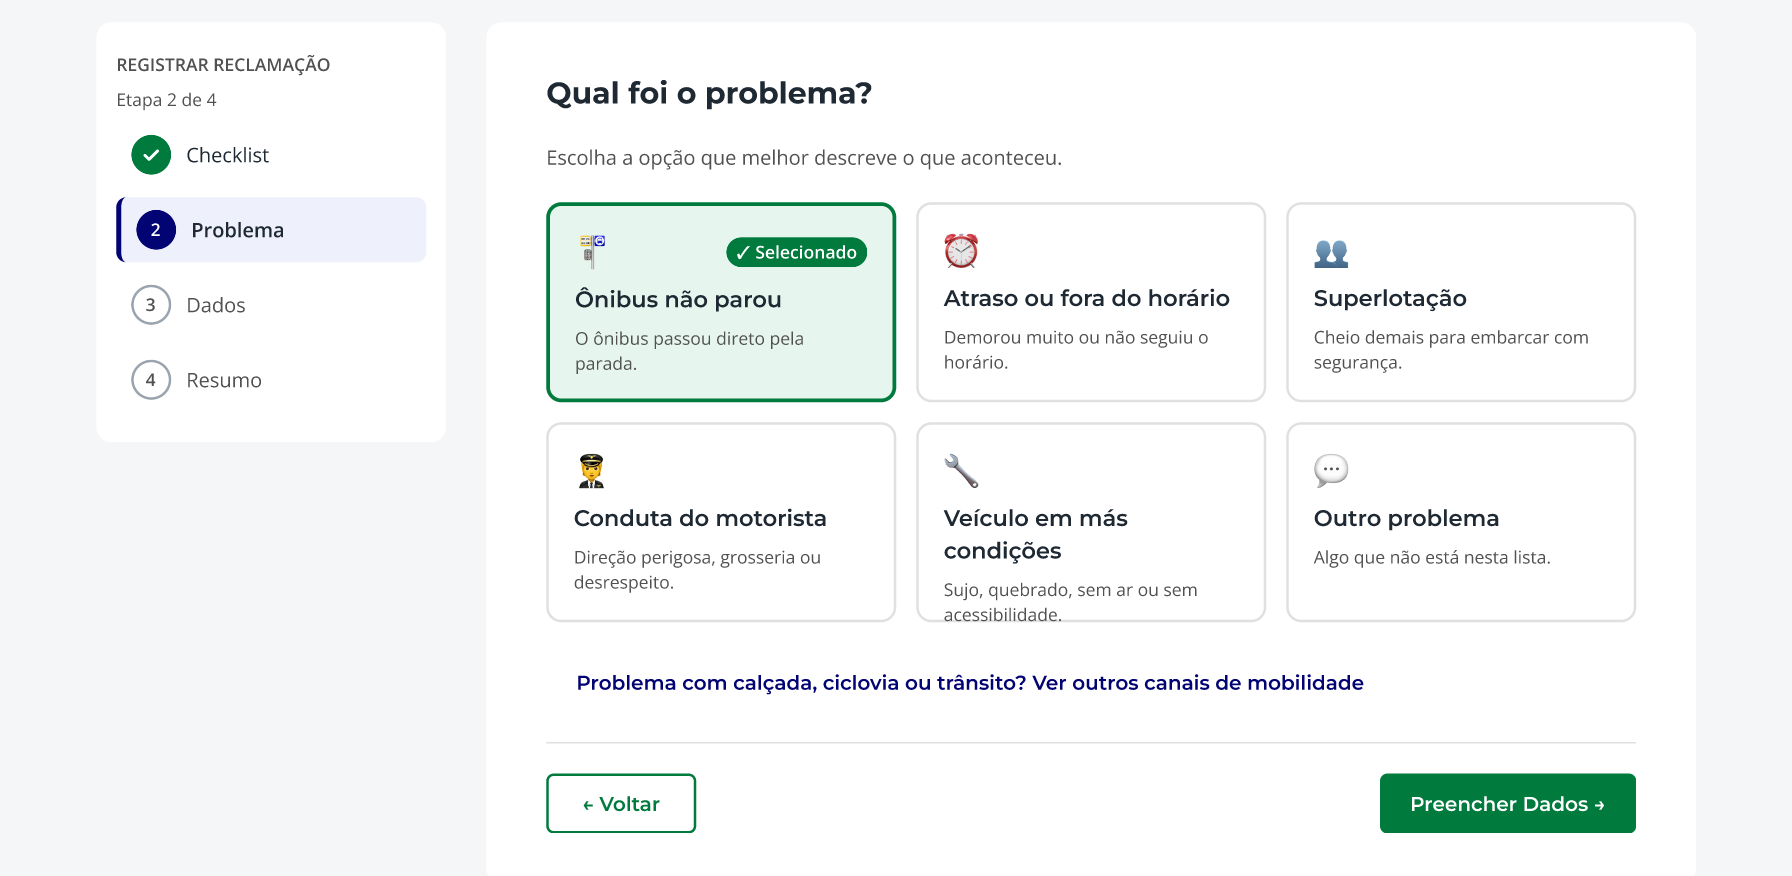 REGISTRAR RECLAMAÇÃO
Etapa 2 de 4
Checklist
2 Problema
3 Dados
4 Resumo
Qual foi o problema?
Escolha a opção que melhor descreve o que aconteceu.
✓ Selecionado
Ônibus não parou
O ônibus passou direto pela
parada.
Atraso ou fora do horário
Demorou muito ou não seguiu o
horário.
Superlotação
Cheio demais para embarcar com
segurança.
Conduta do motorista
Direção perigosa, grosseria ou
desrespeito.
Veículo em más
condições
Sujo, quebrado, sem ar ou sem
acessibilidade.
Outro problema
Algo que não está nesta lista.
Problema com calçada, ciclovia ou trânsito? Ver outros canais de mobilidade
← Voltar
Preencher Dados →